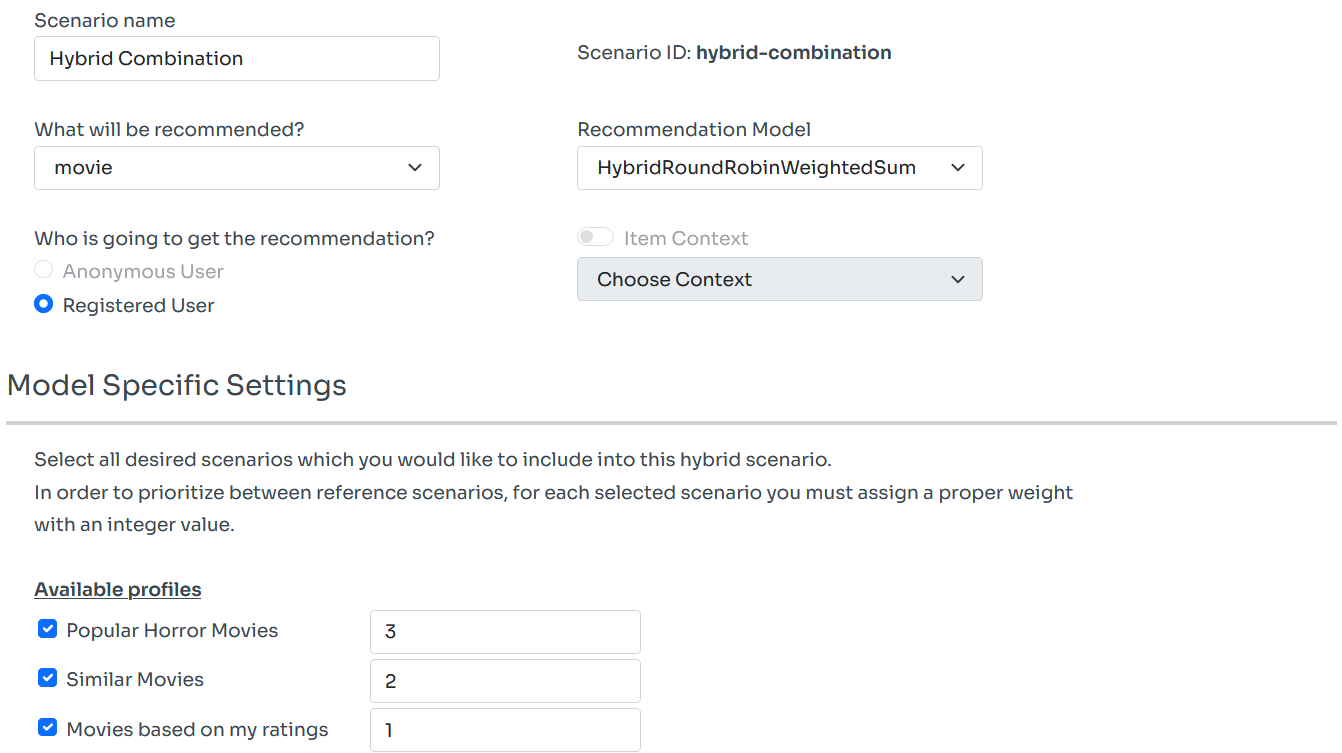 Scenario name
Hybrid Combination
Scenario ID: hybrid-combination
What will be recommended?
movie
Recommendation Model
HybridRoundRobinWeightedSum
Who is going to get the recommendation?
Anonymous User
Registered User
Item Context
Choose Context
Model Specific Settings
Select all desired scenarios which you would like to include into this hybrid scenario.
In order to prioritize between reference scenarios, for each selected scenario you must assign a proper weight
with an integer value.
Available profiles
Popular Horror Movies 3
Similar Movies 2
Movies based on my ratings 1